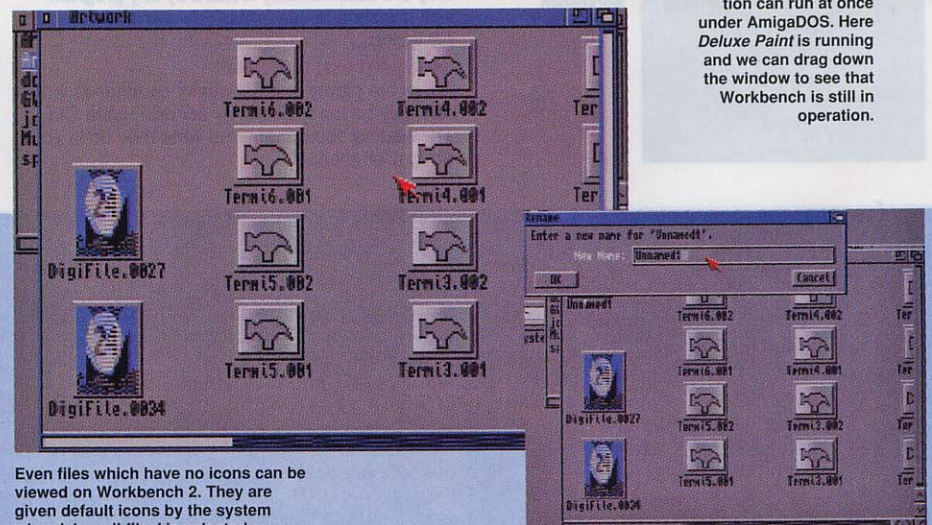 tion can run at once
under AmigaDOS. Here
Deluxe Paint is running
and we can drag down
the window to see that
Workbench is still in
operation.
Artwork
Termi6.002
Termi4.002
Ter
Termi6.001
Termi4.001
Ter
DigiFile.0027
Termi5.002
Termi3.002
Termi5.001
Termi3.001
DigiFile.0034
Rename
Enter a new name for "Unnamed1".
New Name: Unnamed1
OK
Cancel
Unnamed1
Termi6.002
Termi4.002
Ter
Termi6.001
Termi4.001
Ter
DigiFile.0027
Termi5.002
Termi3.002
Ter
Termi5.001
Termi3.001
Ter
DigiFile.0034
Even files which have no icons can be
viewed on Workbench 2. They are
given default icons by the system